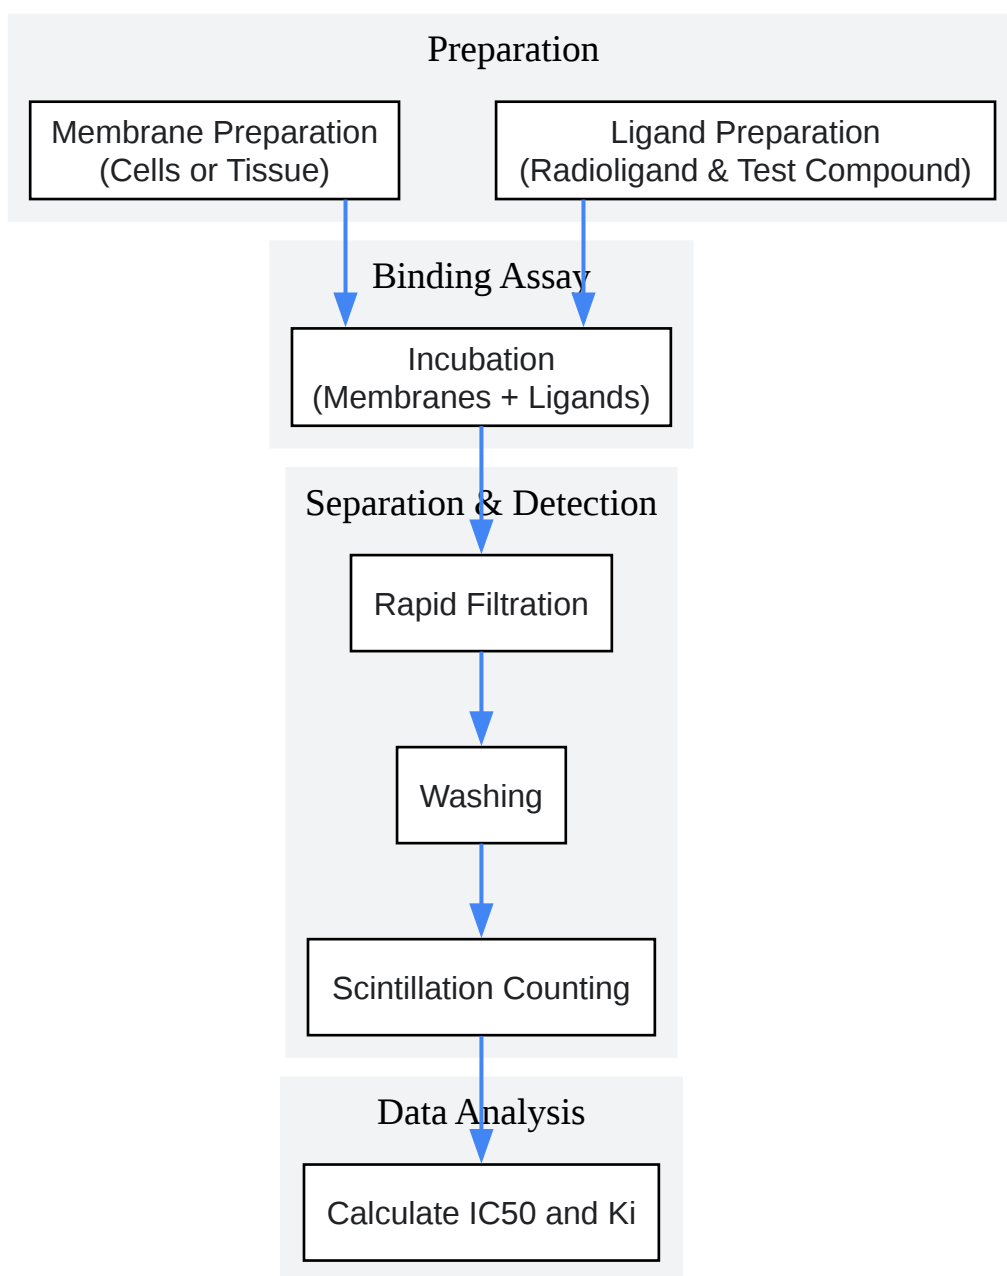 Preparation
Membrane Preparation
(Cells or Tissue)
Ligand Preparation
(Radioligand & Test Compound)
Binding Assay
Incubation
(Membranes + Ligands)
Separation & Detection
Rapid Filtration
Washing
Scintillation Counting
Data Analysis
Calculate IC50 and Ki